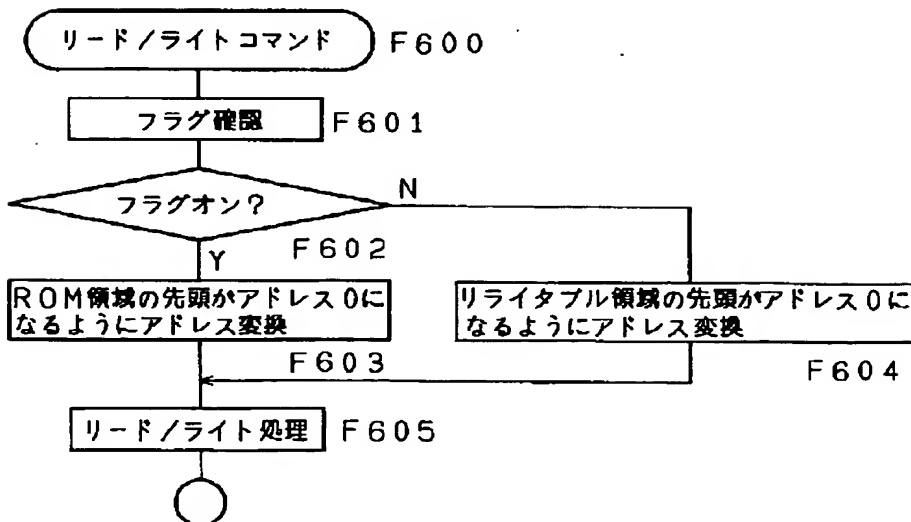 リード/ライトコマンド F600
フラグ確認 F601
フラグオン?
N
F602
Y
ROM領域の先頭がアドレス0に
なるようにアドレス変換
F603
リライタブル領域の先頭がアドレス0に
なるようにアドレス変換
F604
リード/ライト処理 F605